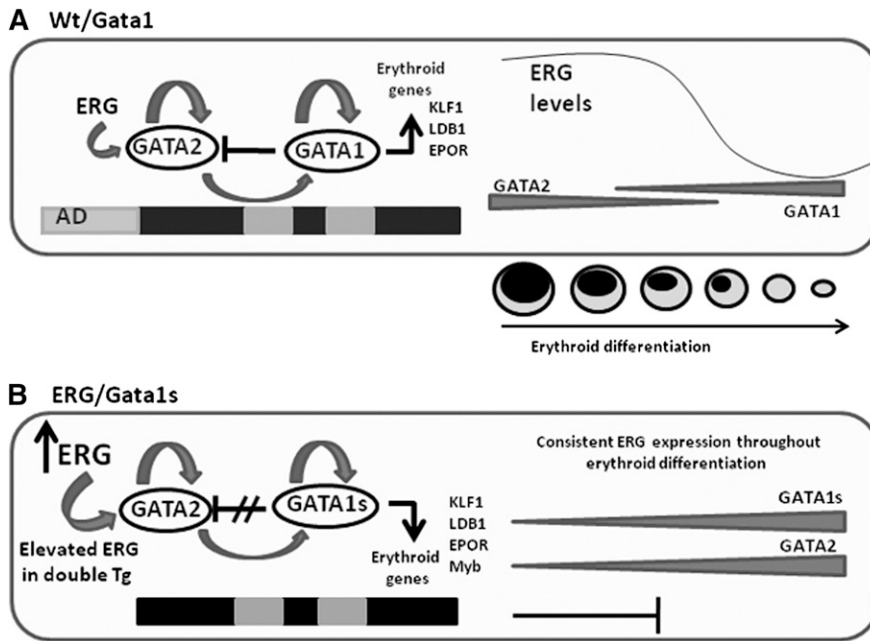 A Wt/Gata1
ERG
GATA2
GATA1
Erythroid
genes
KLF1
LDB1
EPOR
AD
ERG
levels
GATA2
GATA1
Erythroid differentiation
B ERG/Gata1s
ERG
GATA2
GATA1s
Elevated ERG
in double Tg
Erythroid
genes
KLF1
LDB1
EPOR
Myb
Consistent ERG expression throughout
erythroid differentiation
GATA1s
GATA2